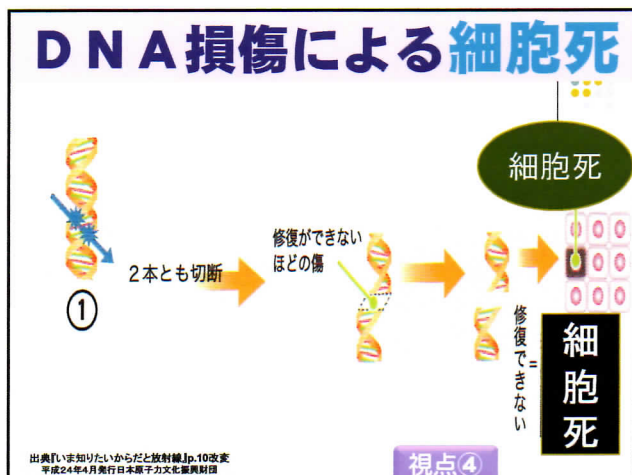 DNA損傷による細胞死
細胞死
修復ができない
ほどの傷
2本とも切断
①
修復できない
=
細胞死
出典『いま知りたいからだと放射線』p.10改変
平成24年4月発行日本原子力文化振興財団
視点④